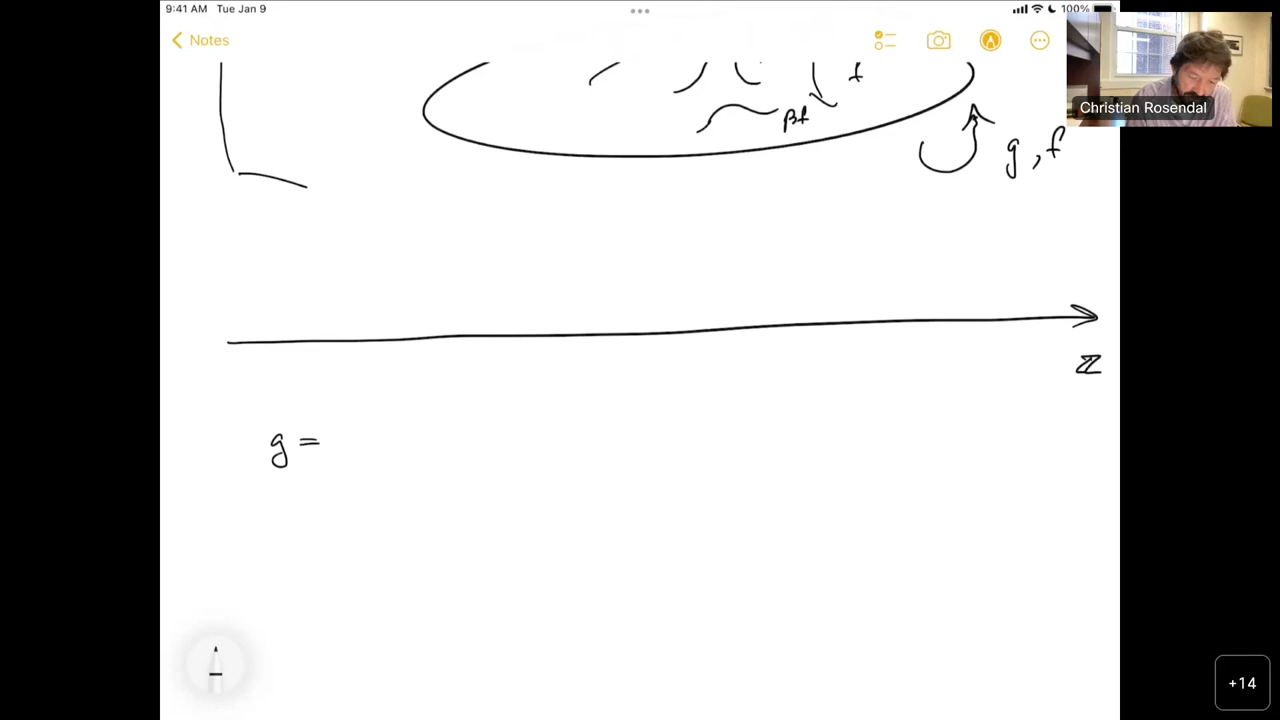 9:41 AM Tue Jan 9
100%
Notes
Christian Rosendal
f
βf
g, f
ℤ
g =
+14